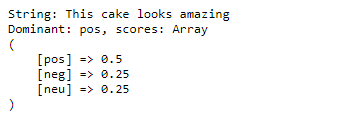 String: This cake looks amazing
Dominant: pos, scores: Array
(
    [pos] => 0.5
    [neg] => 0.25
    [neu] => 0.25
)